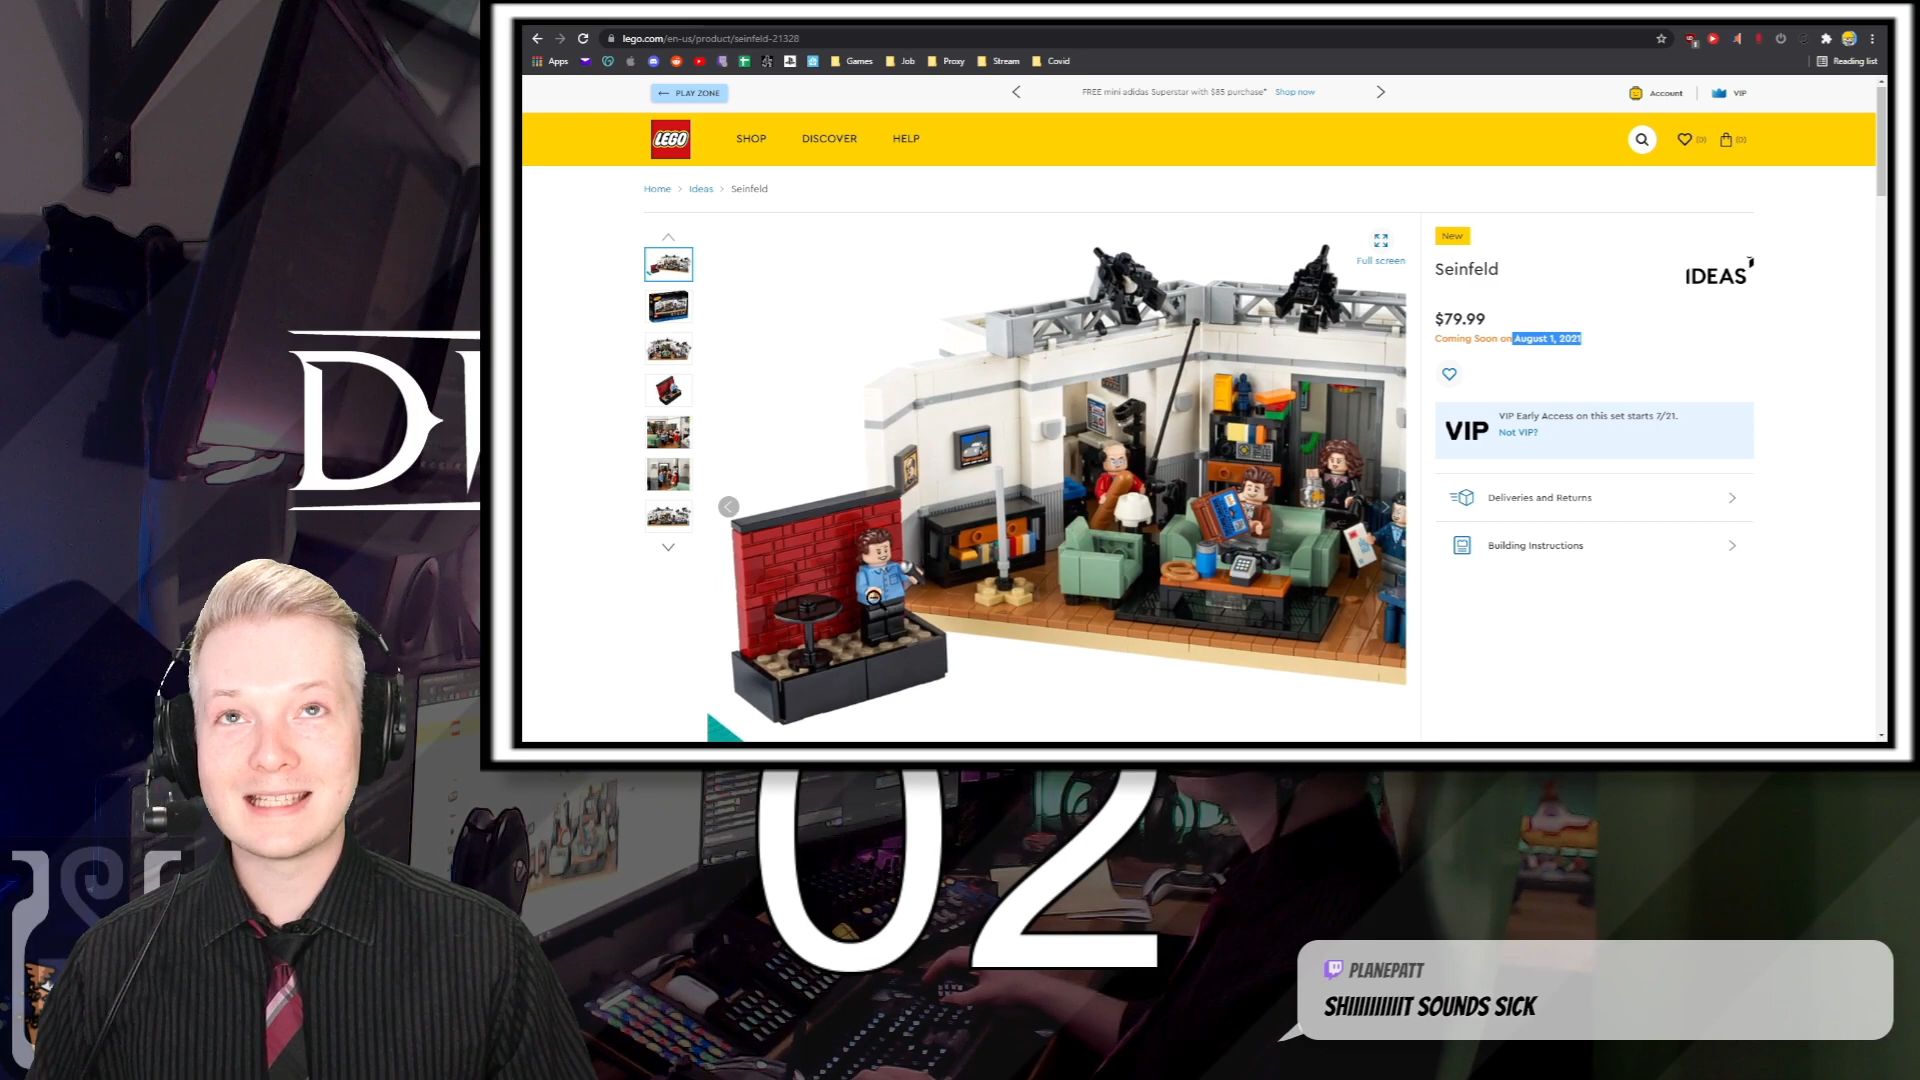 lego.com/en-us/product/seinfeld-21328
Apps
Games
Job
Proxy
Stream
Covid
Reading list
← PLAY ZONE
FREE mini adidas Superstar with $85 purchase* Shop now
Account
VIP
LEGO
SHOP
DISCOVER
HELP
(0)
(0)
Home > Ideas > Seinfeld
Full screen
New
Seinfeld
IDEAS
$79.99
Coming Soon on August 1, 2021
VIP
VIP Early Access on this set starts 7/21.
Not VIP?
Deliveries and Returns
Building Instructions
02
PLANEPATT
SHIIIIIIIIIT SOUNDS SICK